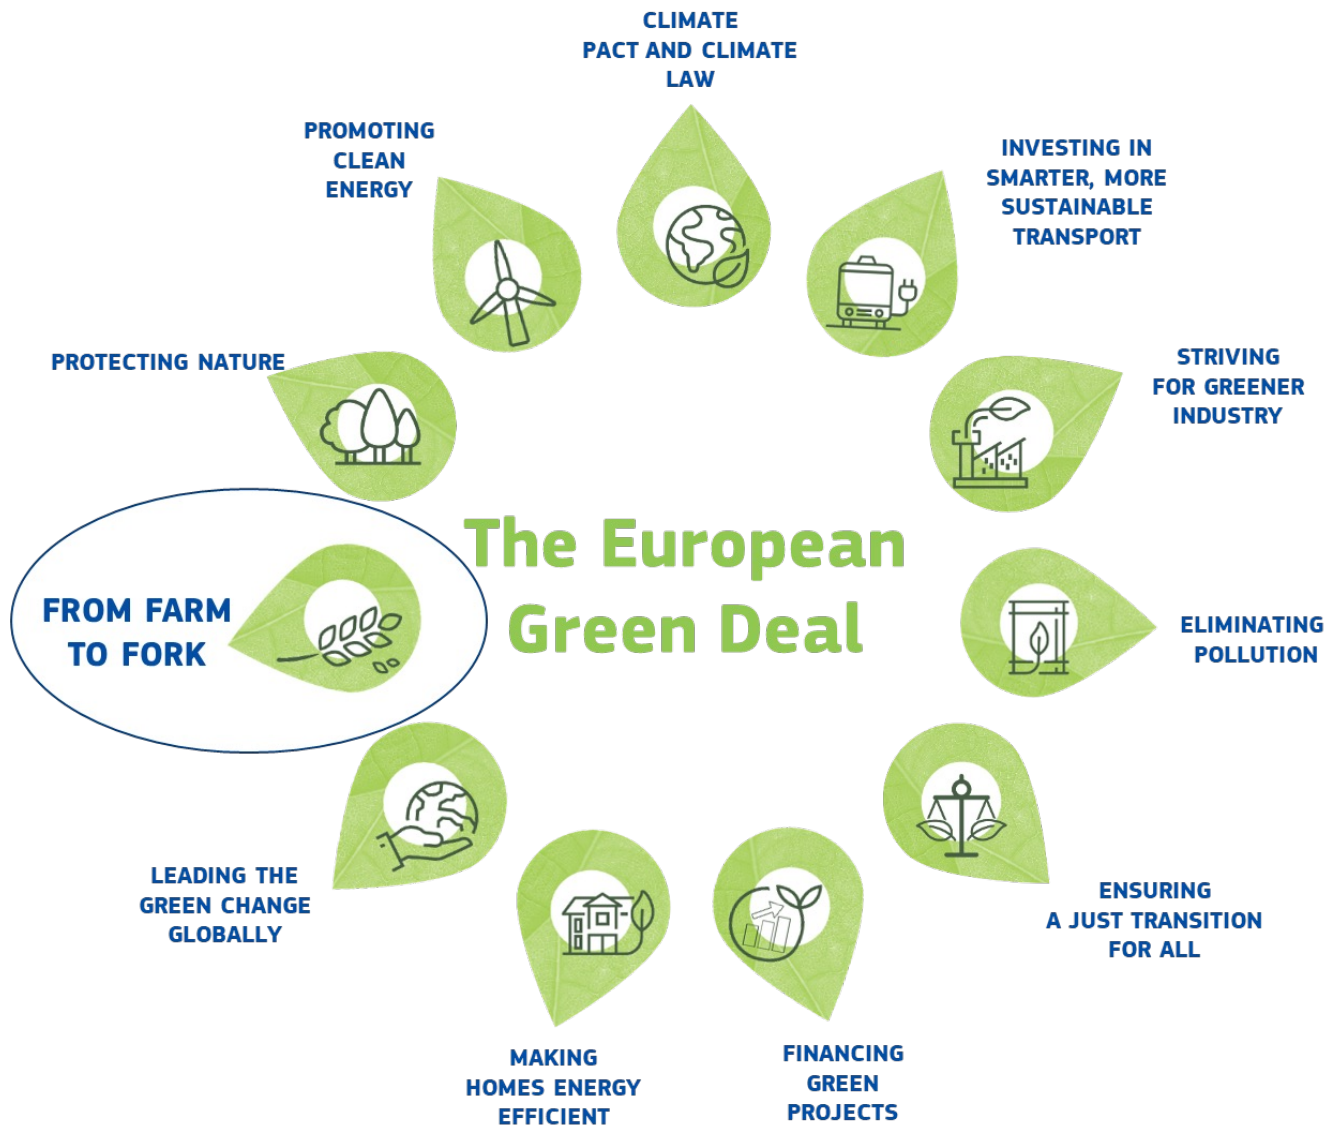 CLIMATE
PACT AND CLIMATE
LAW
PROMOTING
CLEAN
ENERGY
INVESTING IN
SMARTER, MORE
SUSTAINABLE
TRANSPORT
PROTECTING NATURE
STRIVING
FOR GREENER
INDUSTRY
The European
Green Deal
FROM FARM
TO FORK
ELIMINATING
POLLUTION
LEADING THE
GREEN CHANGE
GLOBALLY
ENSURING
A JUST TRANSITION
FOR ALL
MAKING
HOMES ENERGY
EFFICIENT
FINANCING
GREEN
PROJECTS